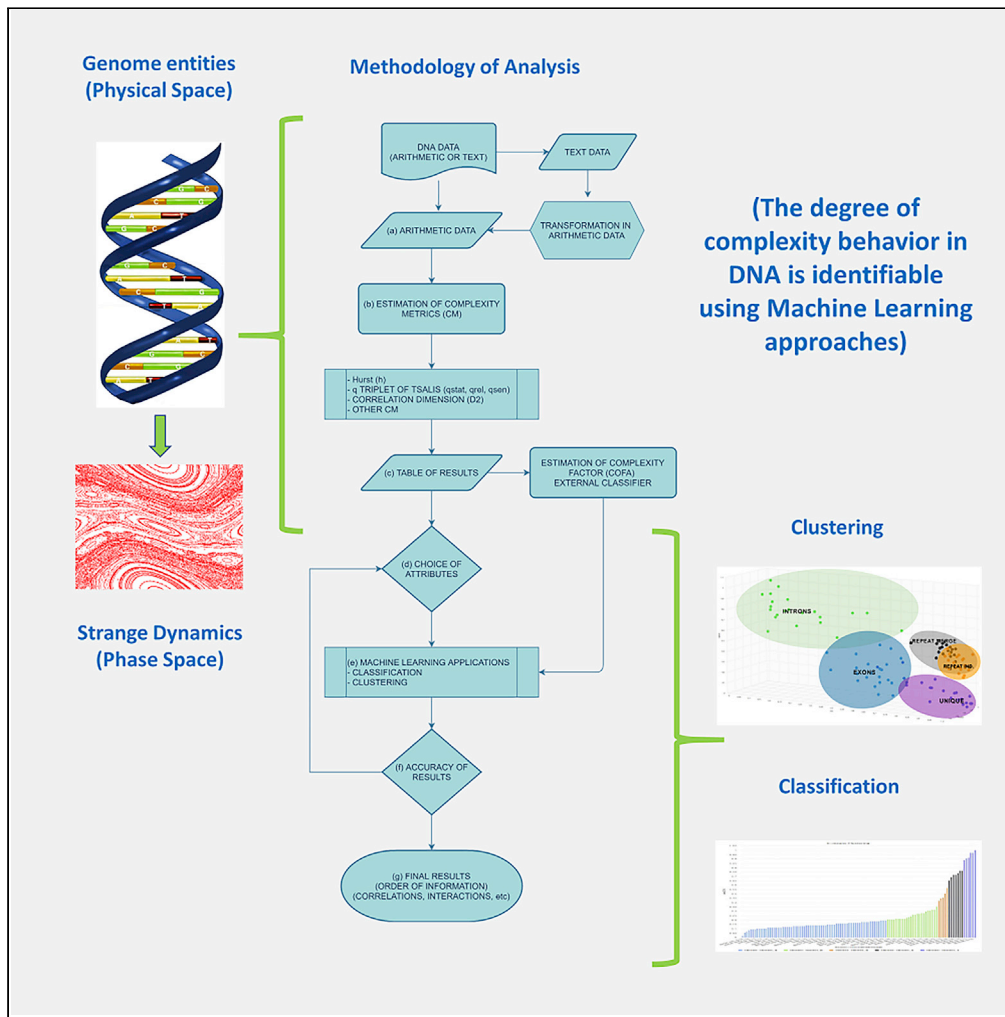 Genome entities
(Physical Space)
Methodology of Analysis
DNA DATA
(ARITHMETIC OR TEXT)
TEXT DATA
(a) ARITHMETIC DATA
TRANSFORMATION IN
ARITHMETIC DATA
(b) ESTIMATION OF COMPLEXITY
METRICS (CM)
- Hurst (h)
- q TRIPLET OF TSALIS (qstat, qrel, qsen)
- CORRELATION DIMENSION (D2)
- OTHER CM
(c) TABLE OF RESULTS
ESTIMATION OF COMPLEXITY
FACTOR (COFA)
EXTERNAL CLASSIFIER
(d) CHOICE OF
ATTRIBUTES
(e) MACHINE LEARNING APPLICATIONS
- CLASSIFICATION
- CLUSTERING
(f) ACCURACY OF
RESULTS
(g) FINAL RESULTS
(ORDER OF INFORMATION)
(CORRELATIONS, INTERACTIONS, etc)
G C
C G
A T
G C
G C
A T
C G
T A
G C
C G
A T
Strange Dynamics
(Phase Space)
(The degree of
complexity behavior in
DNA is identifiable
using Machine Learning
approaches)
Clustering
INTRONS
REPEAT MERGE
REPEAT IND.
EXONS
UNIQUE
Classification